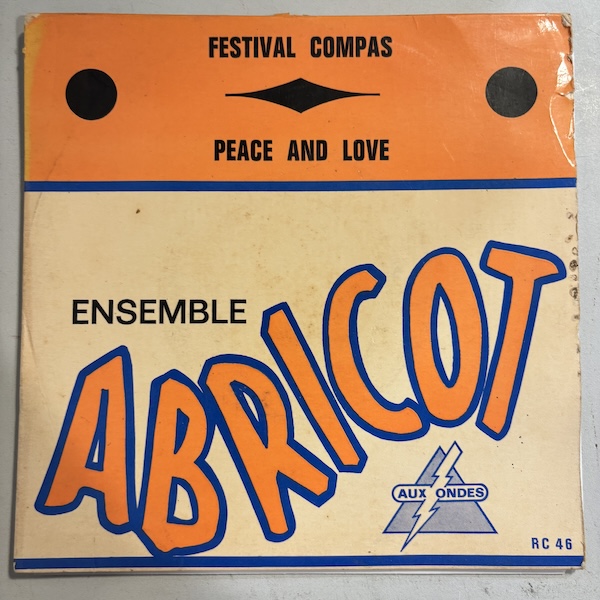 FESTIVAL COMPAS
PEACE AND LOVE
ENSEMBLE
ABRICOT
AUX ONDES
RC 46